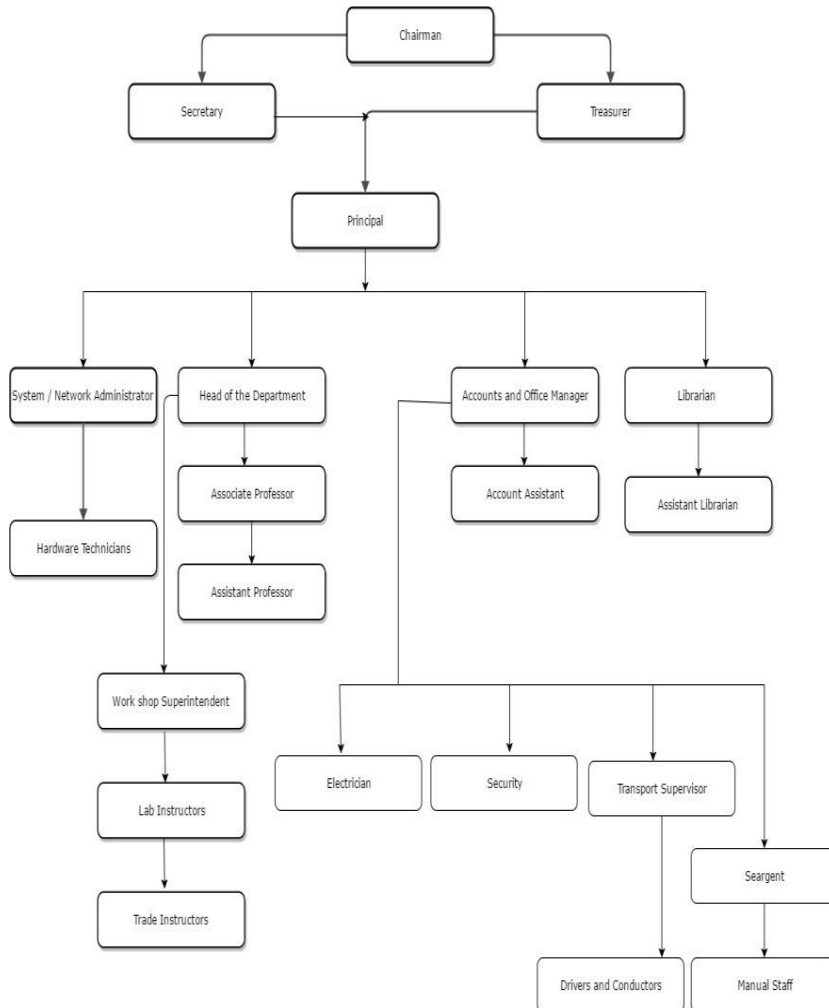 Chairman
Secretary
Treasurer
Principal
System / Network Administrator
Head of the Department
Accounts and Office Manager
Librarian
Associate Professor
Account Assistant
Assistant Librarian
Hardware Technicians
Assistant Professor
Work shop Superintendent
Electrician
Security
Transport Supervisor
Lab Instructors
Seargent
Trade Instructors
Drivers and Conductors
Manual Staff